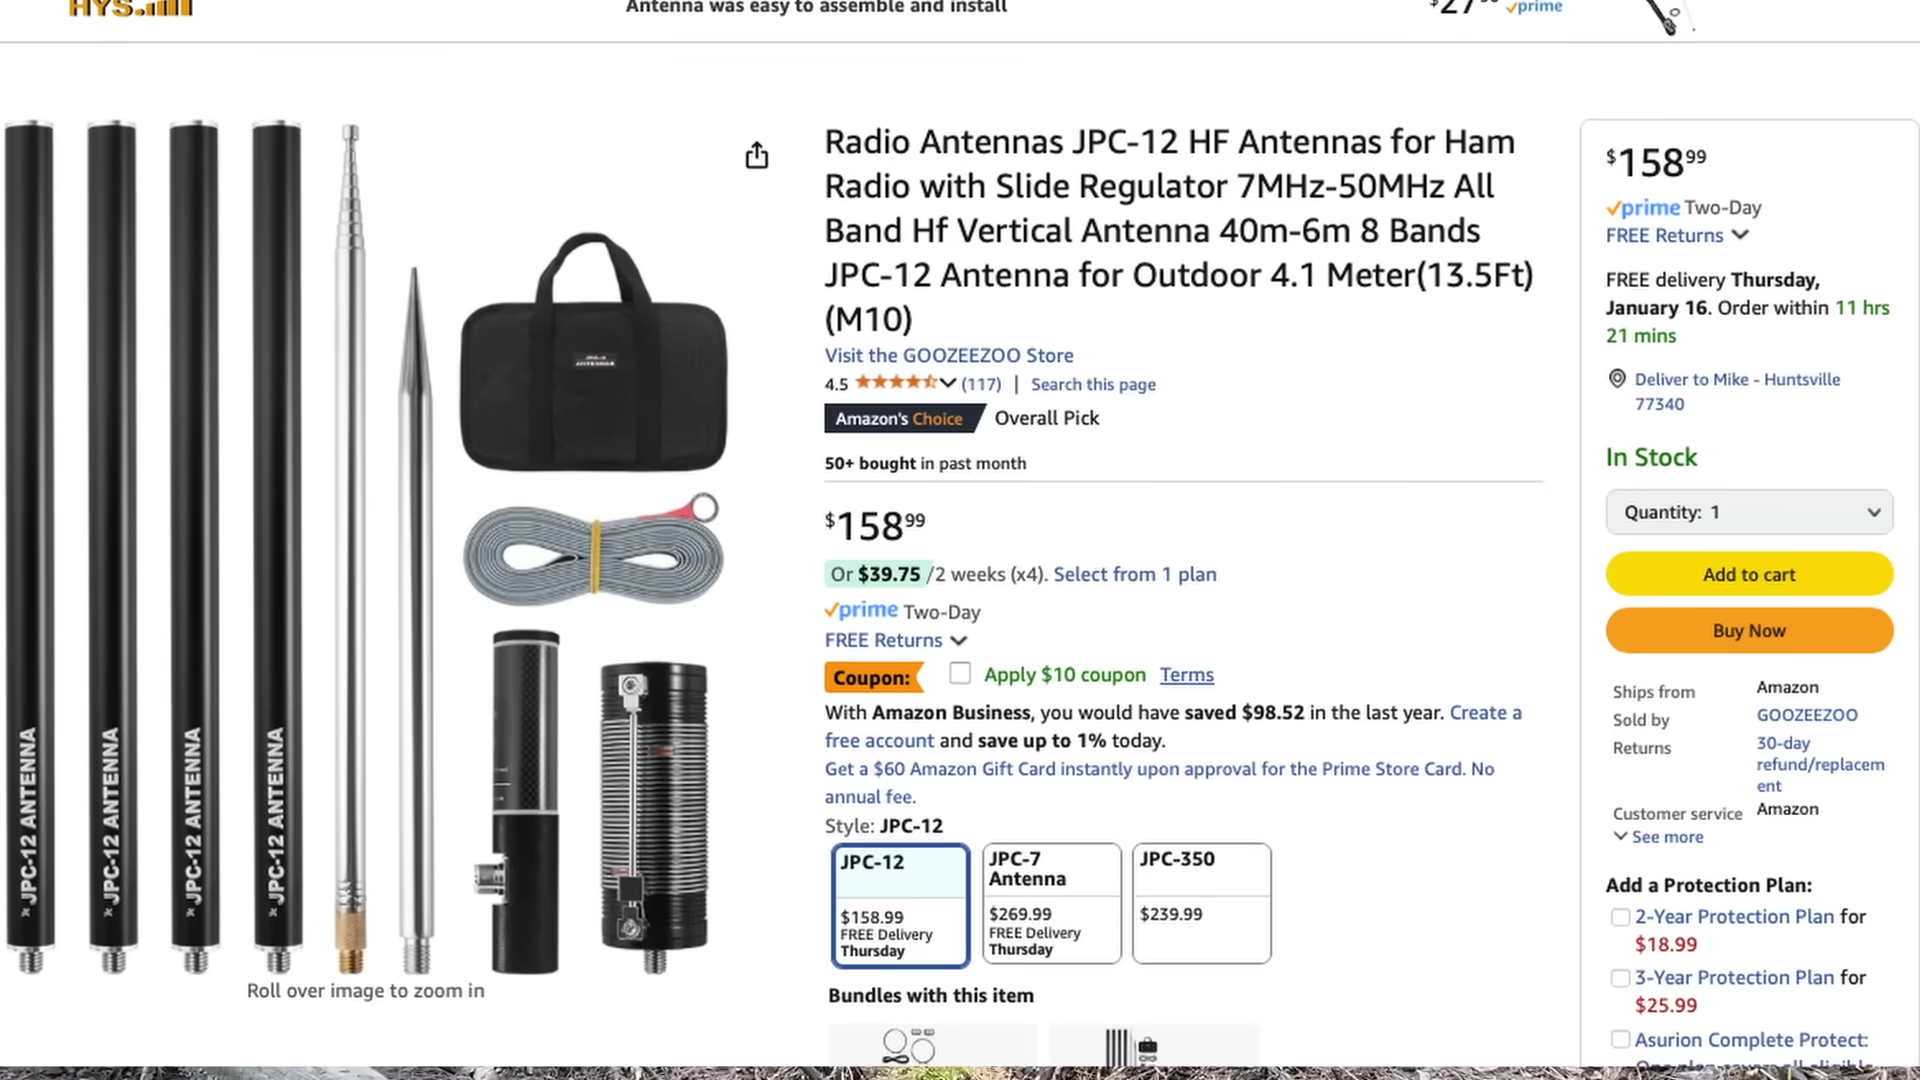 HYS
Antenna was easy to assemble and install
prime
Radio Antennas JPC-12 HF Antennas for Ham
Radio with Slide Regulator 7MHz-50MHz All
Band Hf Vertical Antenna 40m-6m 8 Bands
JPC-12 Antenna for Outdoor 4.1 Meter(13.5Ft)
(M10)
Visit the GOOZEEZOO Store
4.5 (117) | Search this page
Amazon's Choice Overall Pick
50+ bought in past month
$158 99
Or $39.75 /2 weeks (x4). Select from 1 plan
prime Two-Day
FREE Returns
Coupon: Apply $10 coupon Terms
With Amazon Business, you would have saved $98.52 in the last year. Create a
free account and save up to 1% today.
Get a $60 Amazon Gift Card instantly upon approval for the Prime Store Card. No
annual fee.
Style: JPC-12
JPC-12
$158.99
FREE Delivery
Thursday
JPC-7
Antenna
$269.99
FREE Delivery
Thursday
JPC-350
$239.99
Bundles with this item
JPC-12 ANTENNA
JPC-12 ANTENNA
JPC-12 ANTENNA
JPC-12 ANTENNA
Roll over image to zoom in
$158 99
prime Two-Day
FREE Returns
FREE delivery Thursday,
January 16. Order within 11 hrs
21 mins
Deliver to Mike - Huntsville
77340
In Stock
Quantity: 1
Add to cart
Buy Now
Ships from Amazon
Sold by GOOZEEZOO
Returns 30-day
refund/replacem
ent
Customer service Amazon
See more
Add a Protection Plan:
2-Year Protection Plan for
$18.99
3-Year Protection Plan for
$25.99
Asurion Complete Protect: